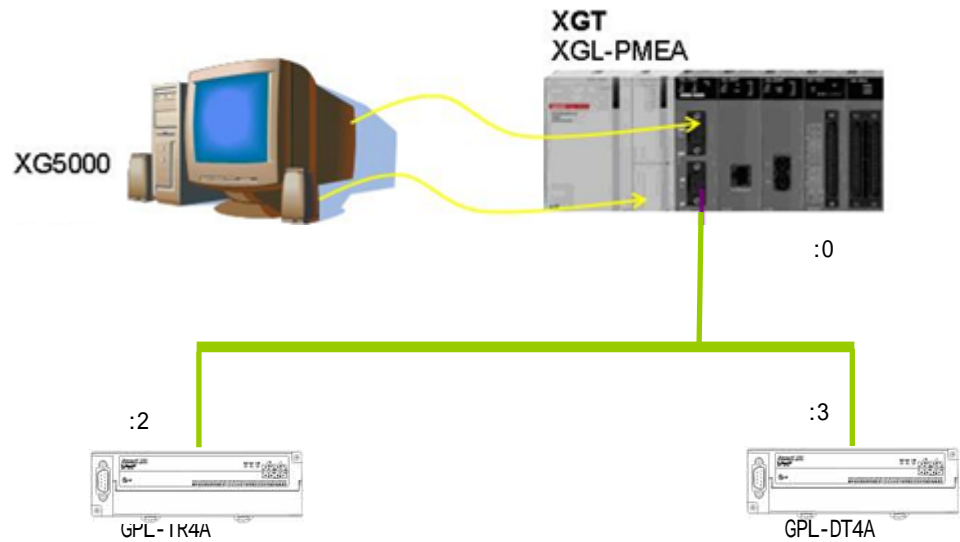 XGT
XGL-PMEA
XG5000
:0
:2
:3
GPL-TR4A
GPL-DT4A